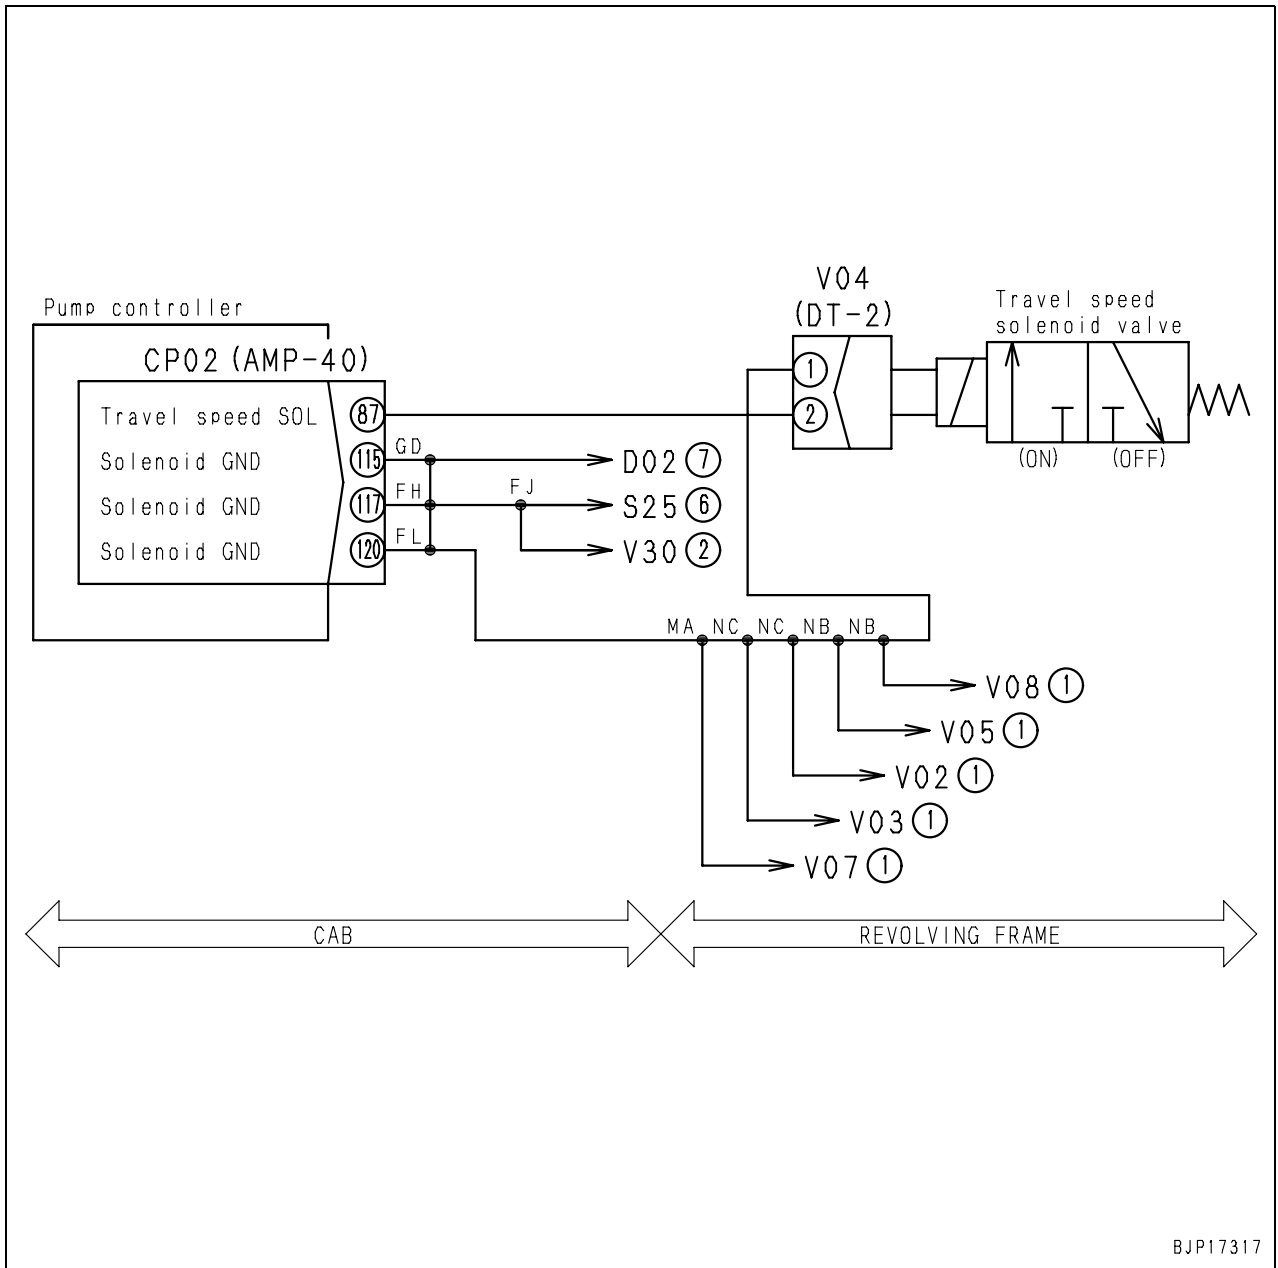 V04
(DT-2)
Travel speed
solenoid valve
Pump controller
CP02 (AMP-40)
1
Travel speed SOL 87
2
GD
Solenoid GND 115
D02 7
(ON) (OFF)
FH FJ
Solenoid GND 117
S25 6
FL
Solenoid GND 120
V30 2
MA NC NC NB NB
V08 1
V05 1
V02 1
V03 1
V07 1
CAB
REVOLVING FRAME
BJP17317